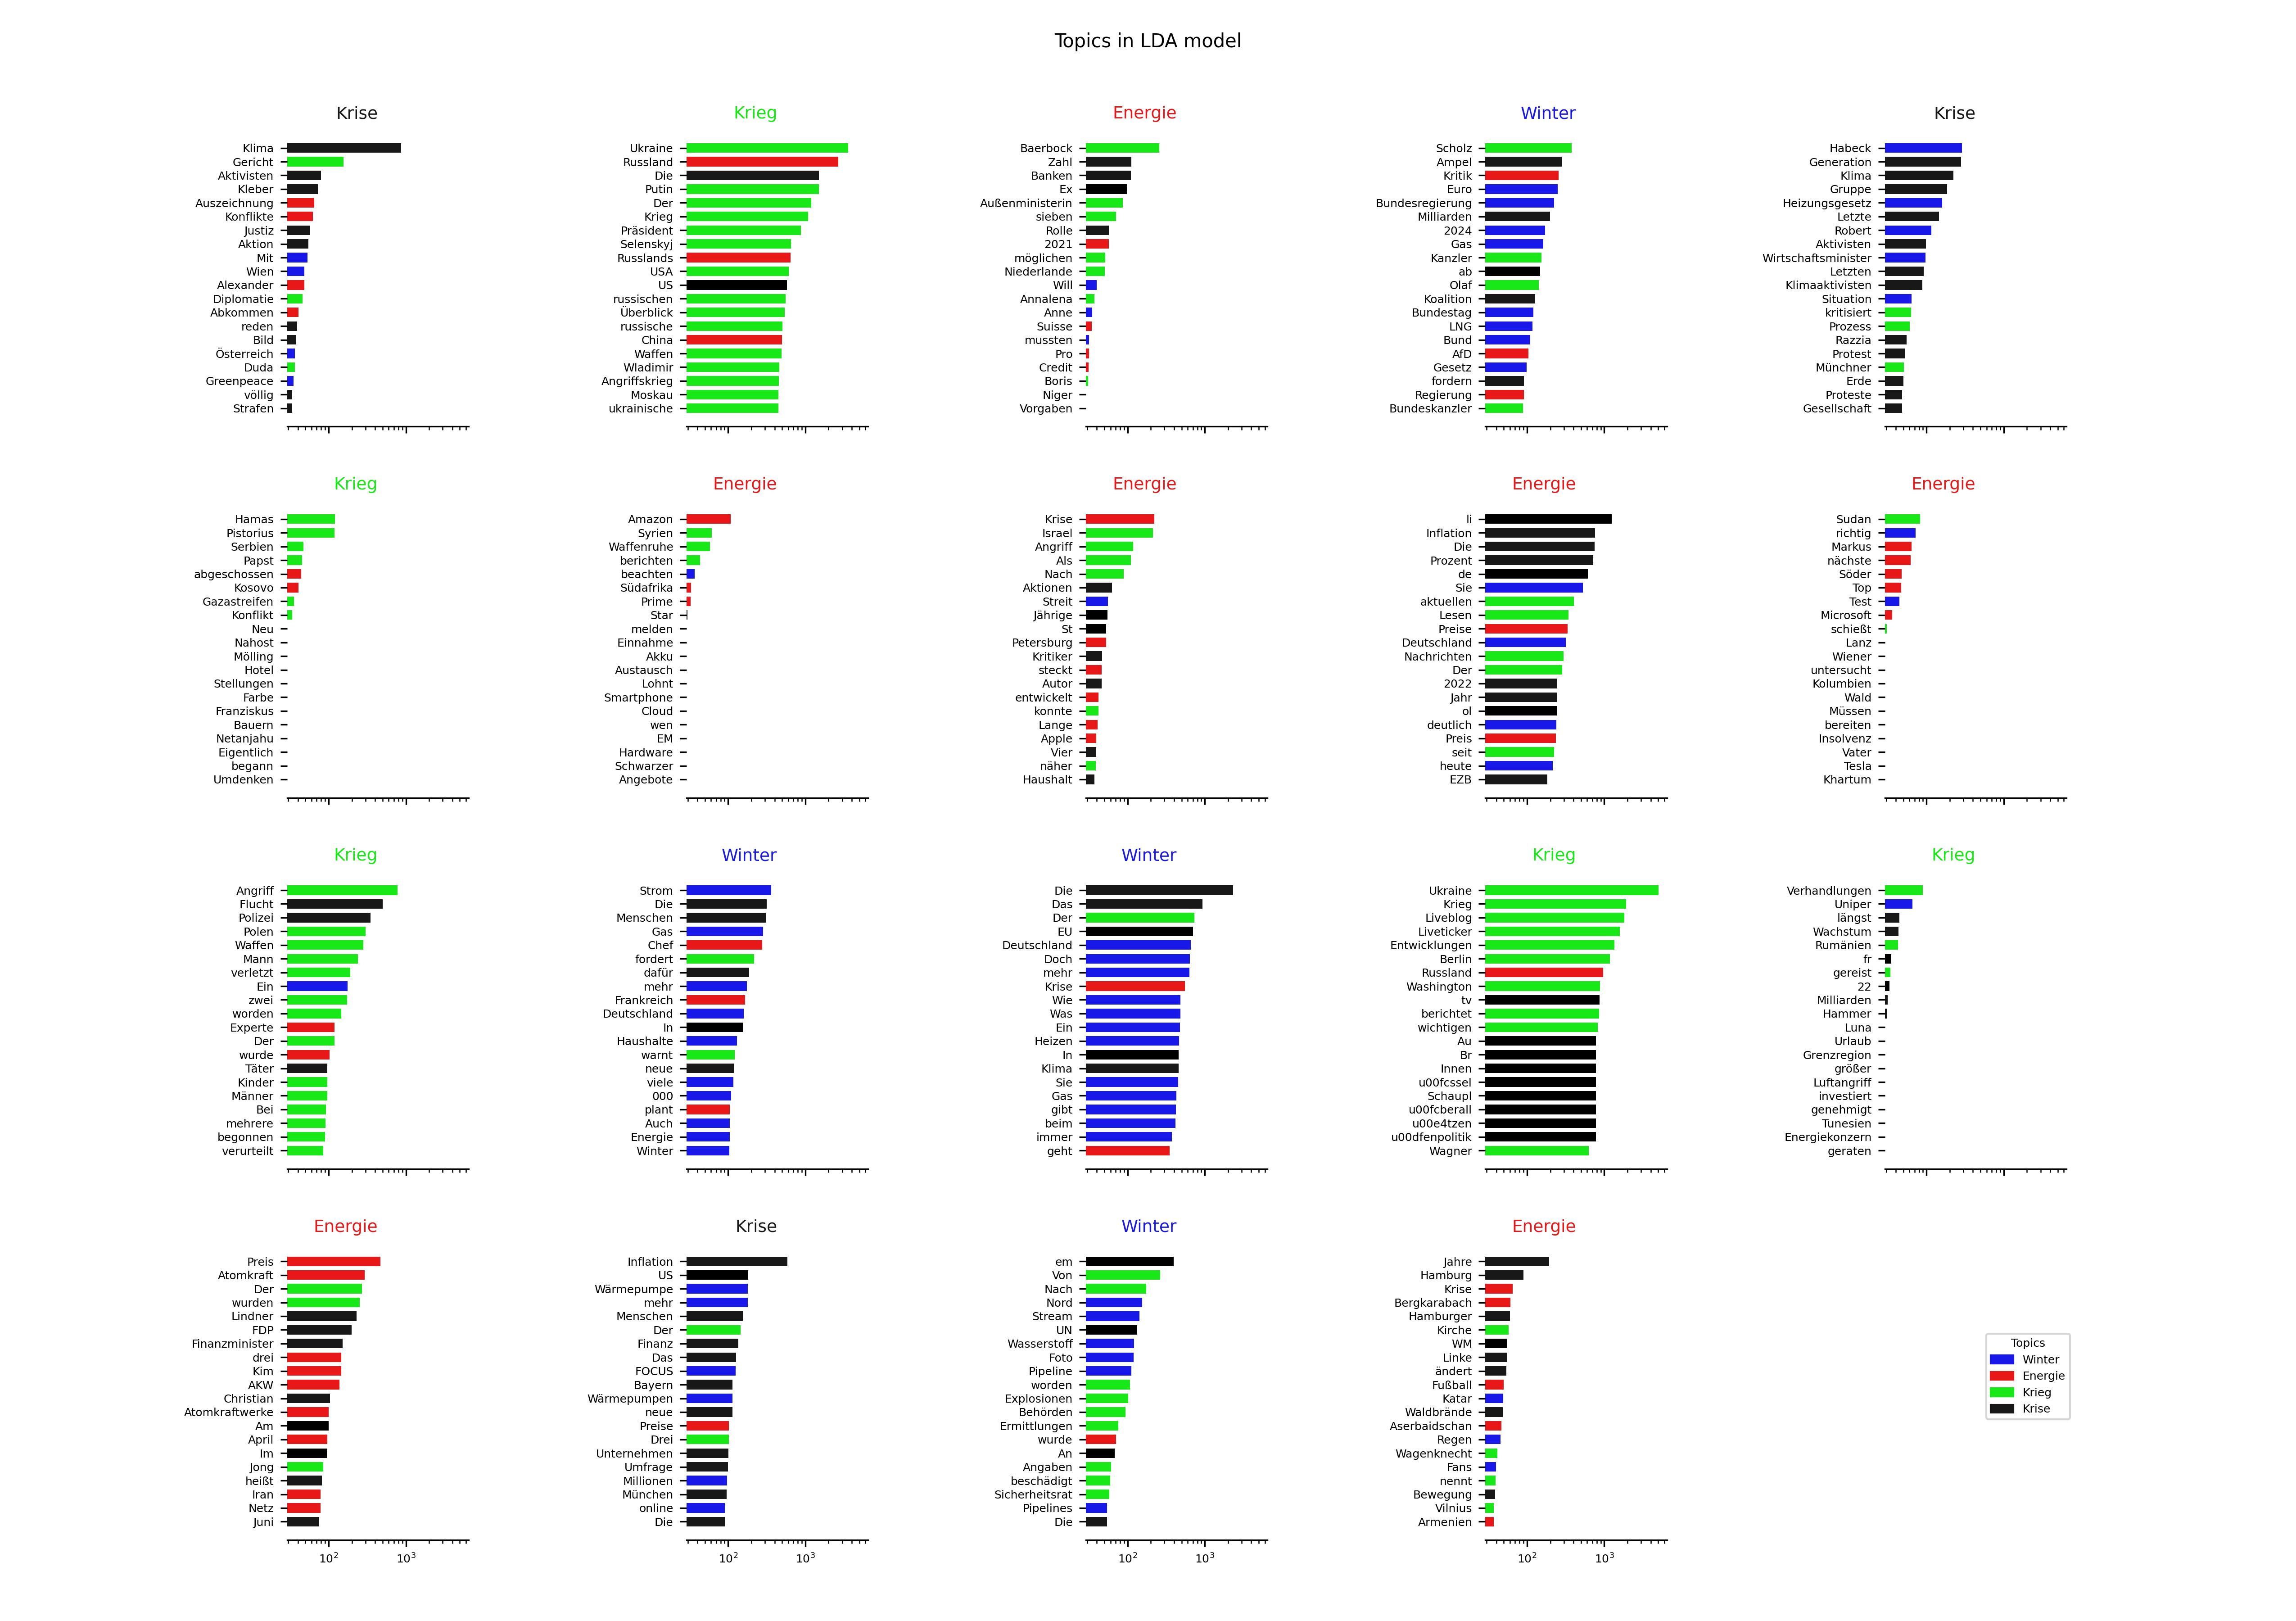 Topics in LDA model
Krise
Klima
Gericht
Aktivisten
Kleber
Auszeichnung
Konflikte
Justiz
Aktion
Mit
Wien
Alexander
Diplomatie
Abkommen
reden
Bild
Österreich
Duda
Greenpeace
völlig
Strafen
Krieg
Ukraine
Russland
Die
Putin
Der
Krieg
Präsident
Selenskyj
Russlands
USA
US
russischen
Überblick
russische
China
Waffen
Wladimir
Angriffskrieg
Moskau
ukrainische
Energie
Baerbock
Zahl
Banken
Ex
Außenministerin
sieben
Rolle
2021
möglichen
Niederlande
Will
Annalena
Anne
Suisse
mussten
Pro
Credit
Boris
Niger
Vorgaben
Winter
Scholz
Ampel
Kritik
Euro
Bundesregierung
Milliarden
2024
Gas
Kanzler
ab
Olaf
Koalition
Bundestag
LNG
Bund
AfD
Gesetz
fordern
Regierung
Bundeskanzler
Krise
Habeck
Generation
Klima
Gruppe
Heizungsgesetz
Letzte
Robert
Aktivisten
Wirtschaftsminister
Letzten
Klimaaktivisten
Situation
kritisiert
Prozess
Razzia
Protest
Münchner
Erde
Proteste
Gesellschaft
Krieg
Hamas
Pistorius
Serbien
Papst
abgeschossen
Kosovo
Gazastreifen
Konflikt
Neu
Nahost
Mölling
Hotel
Stellungen
Farbe
Franziskus
Bauern
Netanjahu
Eigentlich
begann
Umdenken
Energie
Amazon
Syrien
Waffenruhe
berichten
beachten
Südafrika
Prime
Star
melden
Einnahme
Akku
Austausch
Lohnt
Smartphone
Cloud
wen
EM
Hardware
Schwarzer
Angebote
Energie
Krise
Israel
Angriff
Als
Nach
Aktionen
Streit
Jährige
St
Petersburg
Kritiker
steckt
Autor
entwickelt
konnte
Lange
Apple
Vier
näher
Haushalt
Energie
li
Inflation
Die
Prozent
de
Sie
aktuellen
Lesen
Preise
Deutschland
Nachrichten
Der
2022
Jahr
ol
deutlich
Preis
seit
heute
EZB
Energie
Sudan
richtig
Markus
nächste
Söder
Top
Test
Microsoft
schießt
Lanz
Wiener
untersucht
Kolumbien
Wald
Müssen
bereiten
Insolvenz
Vater
Tesla
Khartum
Krieg
Angriff
Flucht
Polizei
Polen
Waffen
Mann
verletzt
Ein
zwei
worden
Experte
Der
wurde
Täter
Kinder
Männer
Bei
mehrere
begonnen
verurteilt
Winter
Strom
Die
Menschen
Gas
Chef
fordert
dafür
mehr
Frankreich
Deutschland
In
Haushalte
warnt
neue
viele
000
plant
Auch
Energie
Winter
Winter
Die
Das
Der
EU
Deutschland
Doch
mehr
Krise
Wie
Was
Ein
Heizen
In
Klima
Sie
Gas
gibt
beim
immer
geht
Krieg
Ukraine
Krieg
Liveblog
Liveticker
Entwicklungen
Berlin
Russland
Washington
tv
berichtet
wichtigen
Au
Br
Innen
u00fcssel
Schaupl
u00fcberall
u00e4tzen
u00dfenpolitik
Wagner
Krieg
Verhandlungen
Uniper
längst
Wachstum
Rumänien
fr
gereist
22
Milliarden
Hammer
Luna
Urlaub
Grenzregion
größer
Luftangriff
investiert
genehmigt
Tunesien
Energiekonzern
geraten
Energie
Preis
Atomkraft
Der
wurden
Lindner
FDP
Finanzminister
drei
Kim
AKW
Christian
Atomkraftwerke
Am
April
Im
Jong
heißt
Iran
Netz
Juni
10²
10³
Krise
Inflation
US
Wärmepumpe
mehr
Menschen
Der
Finanz
Das
FOCUS
Bayern
Wärmepumpen
neue
Preise
Drei
Unternehmen
Umfrage
Millionen
München
online
Die
10²
10³
Winter
em
Von
Nach
Nord
Stream
UN
Wasserstoff
Foto
Pipeline
worden
Explosionen
Behörden
Ermittlungen
wurde
An
Angaben
beschädigt
Sicherheitsrat
Pipelines
Die
10²
10³
Energie
Jahre
Hamburg
Krise
Bergkarabach
Hamburger
Kirche
WM
Linke
ändert
Fußball
Katar
Waldbrände
Aserbaidschan
Regen
Wagenknecht
Fans
nennt
Bewegung
Vilnius
Armenien
10²
10³
Topics
Winter
Energie
Krieg
Krise